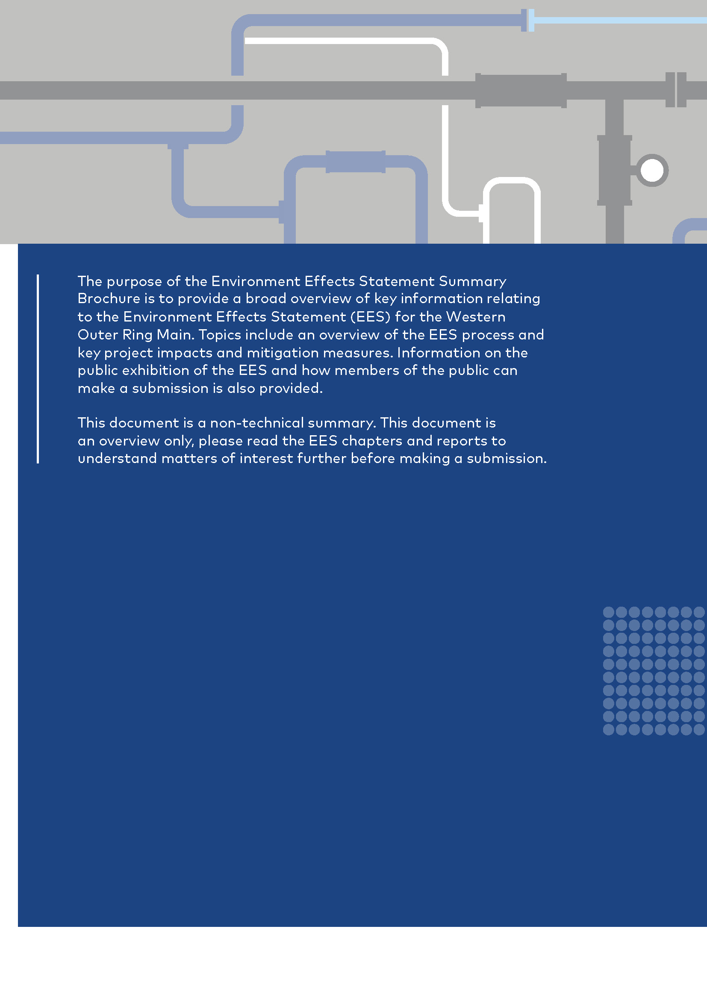 The purpose of the Environment Effects Statement Summary
Brochure is to provide a broad overview of key information relating
to the Environment Effects Statement (EES) for the Western
Outer Ring Main. Topics include an overview of the EES process and
key project impacts and mitigation measures. Information on the
public exhibition of the EES and how members of the public can
make a submission is also provided.
This document is a non-technical summary. This document is
an overview only, please read the EES chapters and reports to
understand matters of interest further before making a submission.